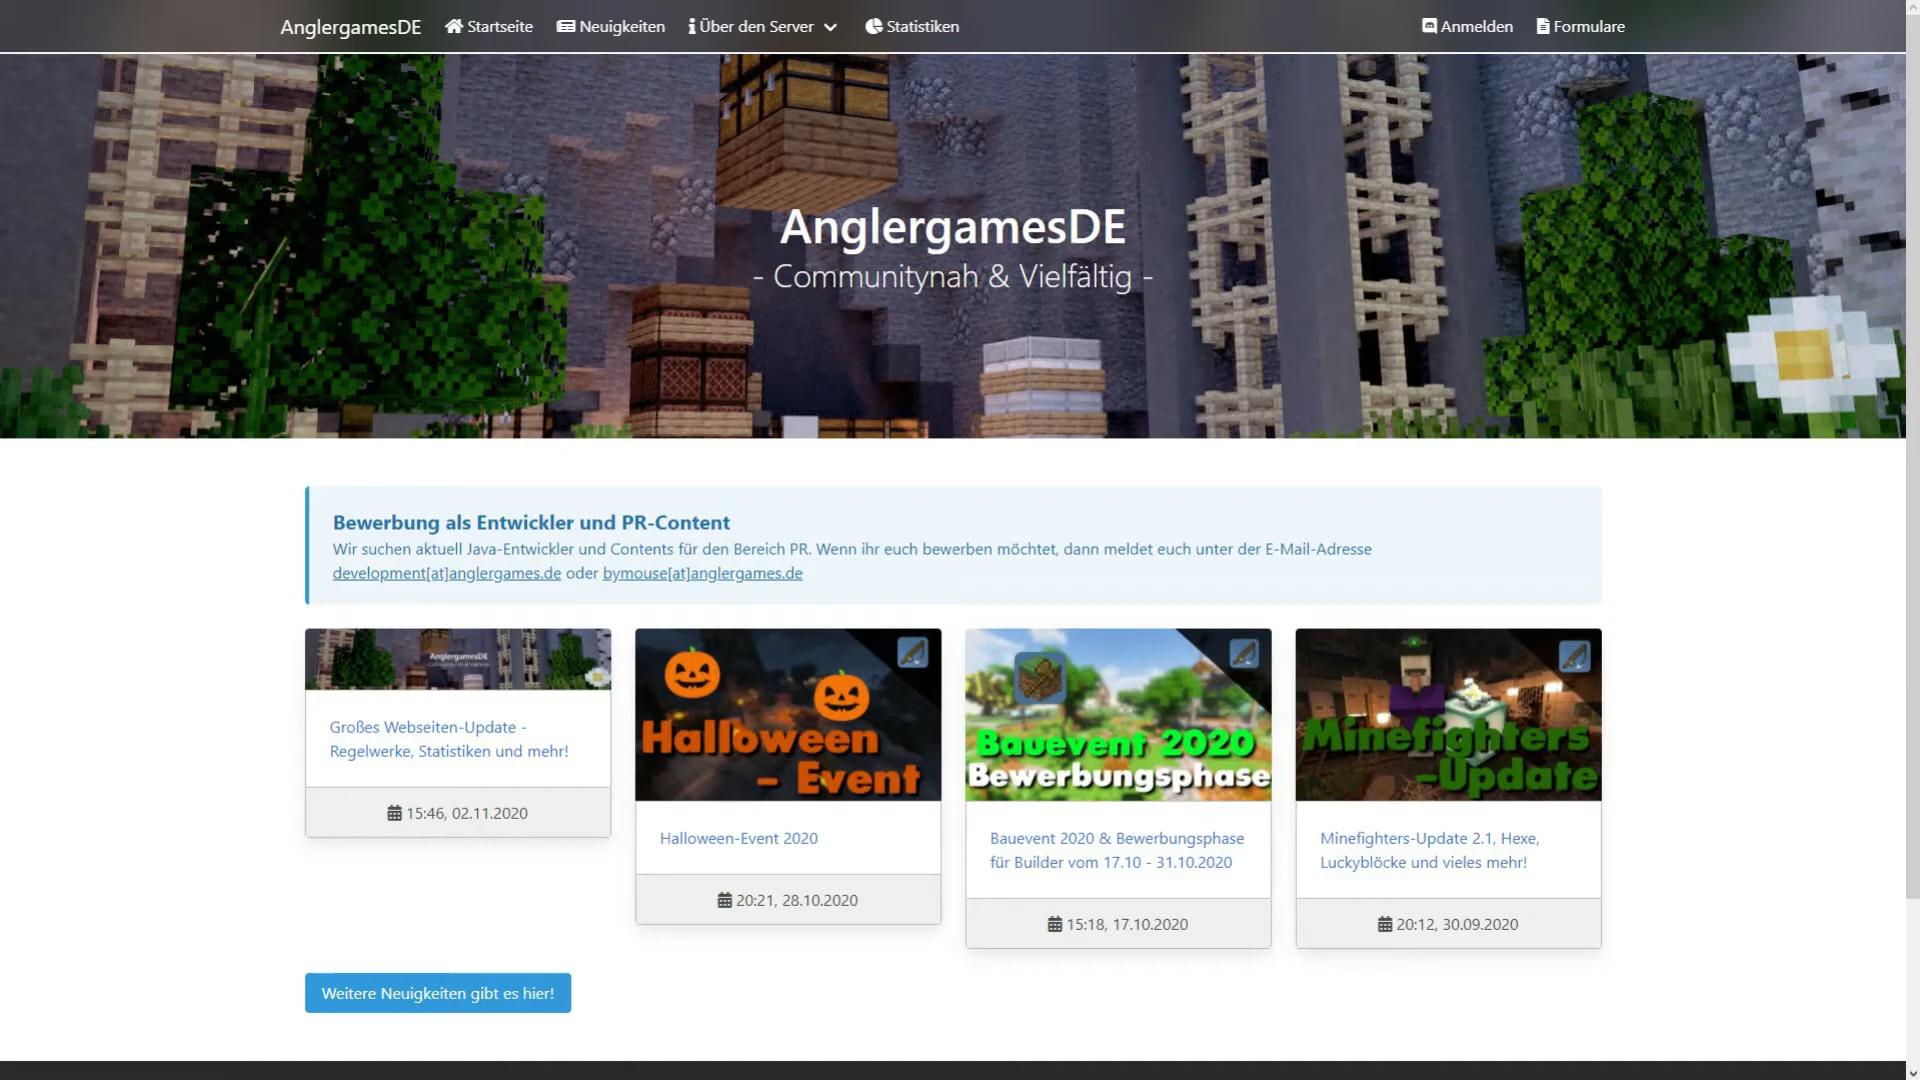 AnglergamesDE
Startseite
Neuigkeiten
Über den Server
Statistiken
Anmelden
Formulare
AnglergamesDE
- Communitynah & Vielfältig -
Bewerbung als Entwickler und PR-Content
Wir suchen aktuell Java-Entwickler und Contents für den Bereich PR. Wenn ihr euch bewerben möchtet, dann meldet euch unter der E-Mail-Adresse
development[at]anglergames.de oder bymouse[at]anglergames.de
AnglergamesDE
Großes Webseiten-Update -
Regelwerke, Statistiken und mehr!
15:46, 02.11.2020
Halloween
- Event
Halloween-Event 2020
20:21, 28.10.2020
Bauevent 2020
Bewerbungsphase
Bauevent 2020 & Bewerbungsphase
für Builder vom 17.10 - 31.10.2020
15:18, 17.10.2020
Minefighters
-Update
Minefighters-Update 2.1, Hexe,
Luckyblöcke und vieles mehr!
20:12, 30.09.2020
Weitere Neuigkeiten gibt es hier!